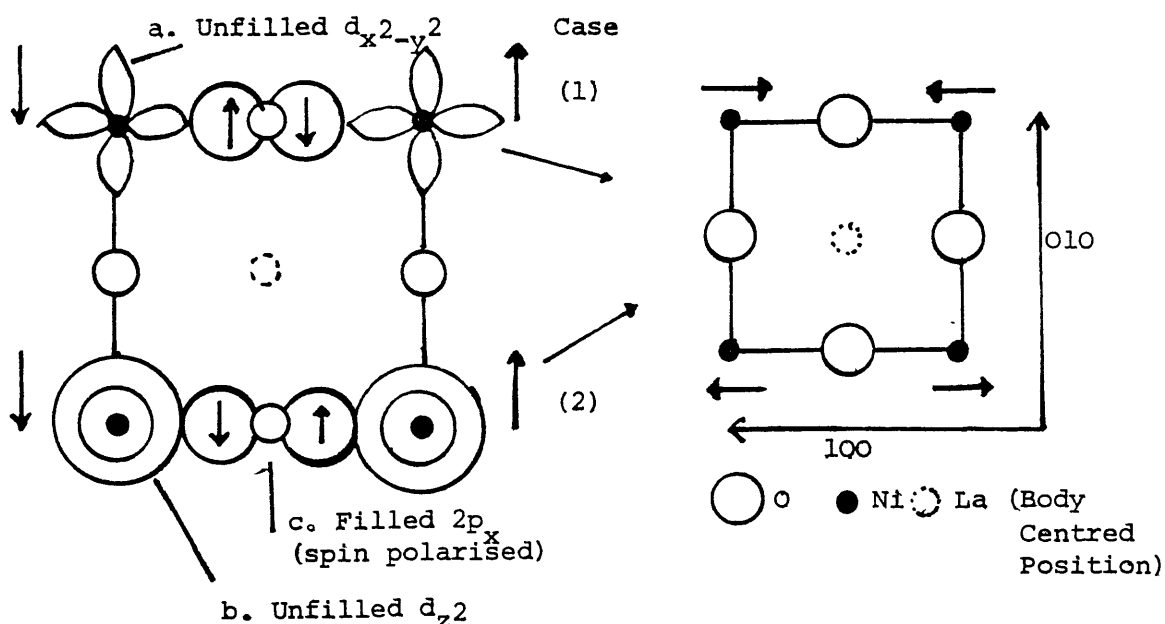 a. Unfilled dx2-y2
Case
(1)
(2)
c. Filled 2px
(spin polarised)
b. Unfilled dz2
010
100
O Ni La (Body
Centred
Position)